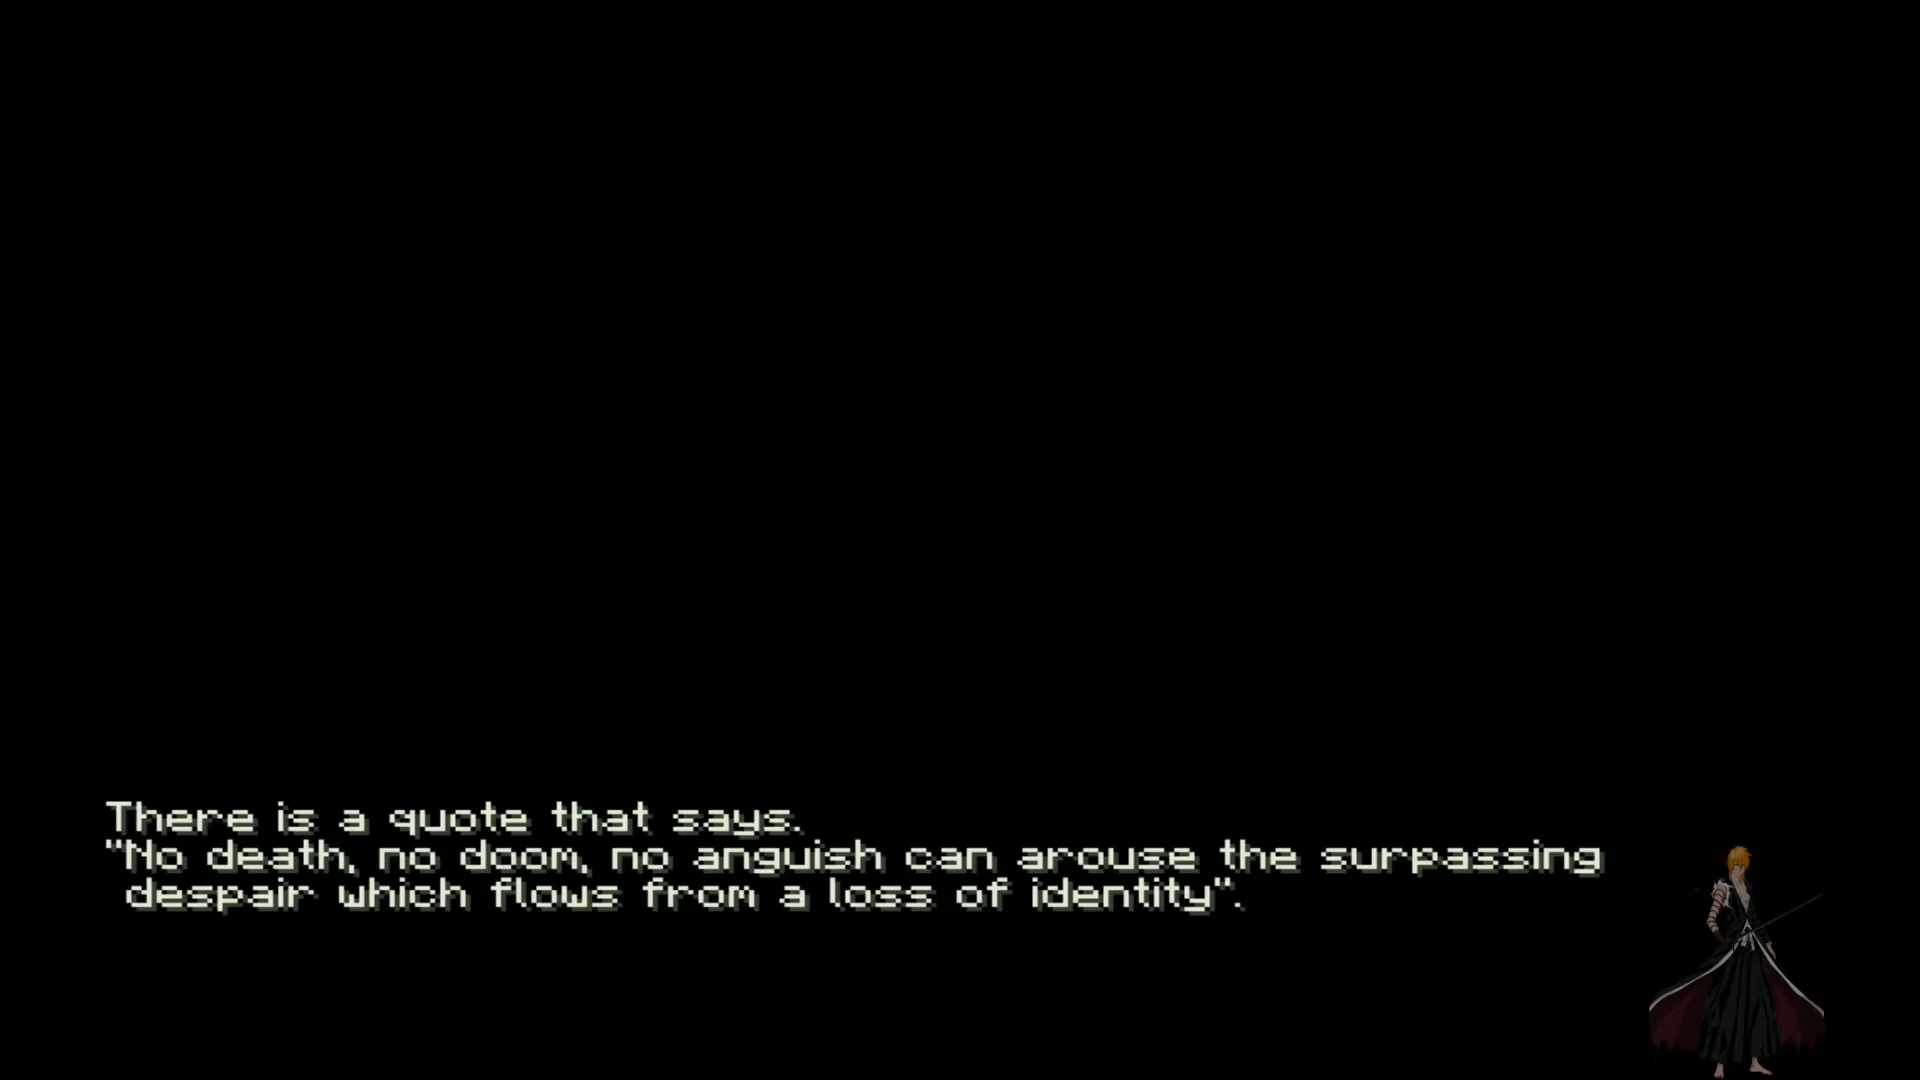 There is a quote that says.
"No death, no doom, no anguish can arouse the surpassing
despair which flows from a loss of identity".